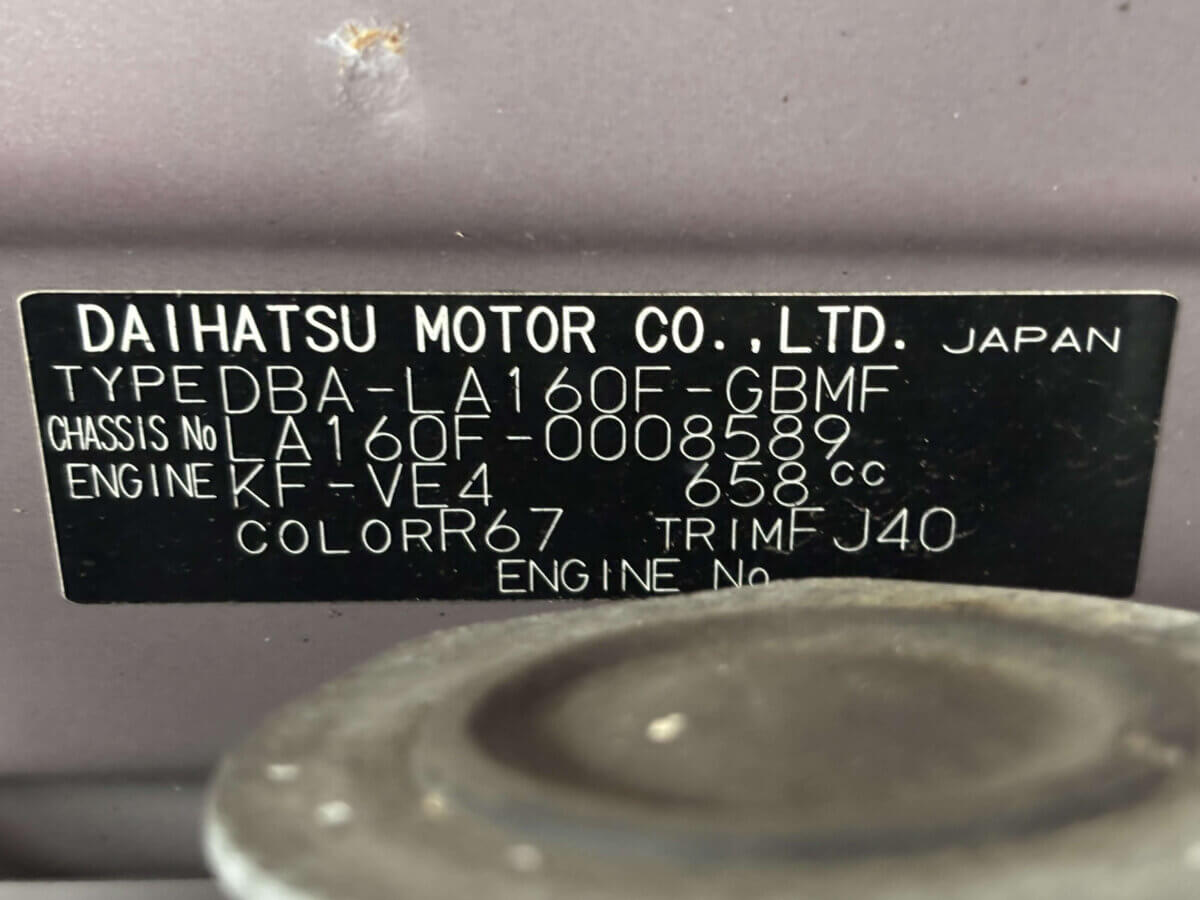 DAIHATSU MOTOR CO.,LTD. JAPAN
TYPE DBA-LA160F-GBMF
CHASSIS No LA160F-0008589
ENGINE KF-VE4 658cc
COLOR R67 TRIM FJ40
ENGINE No